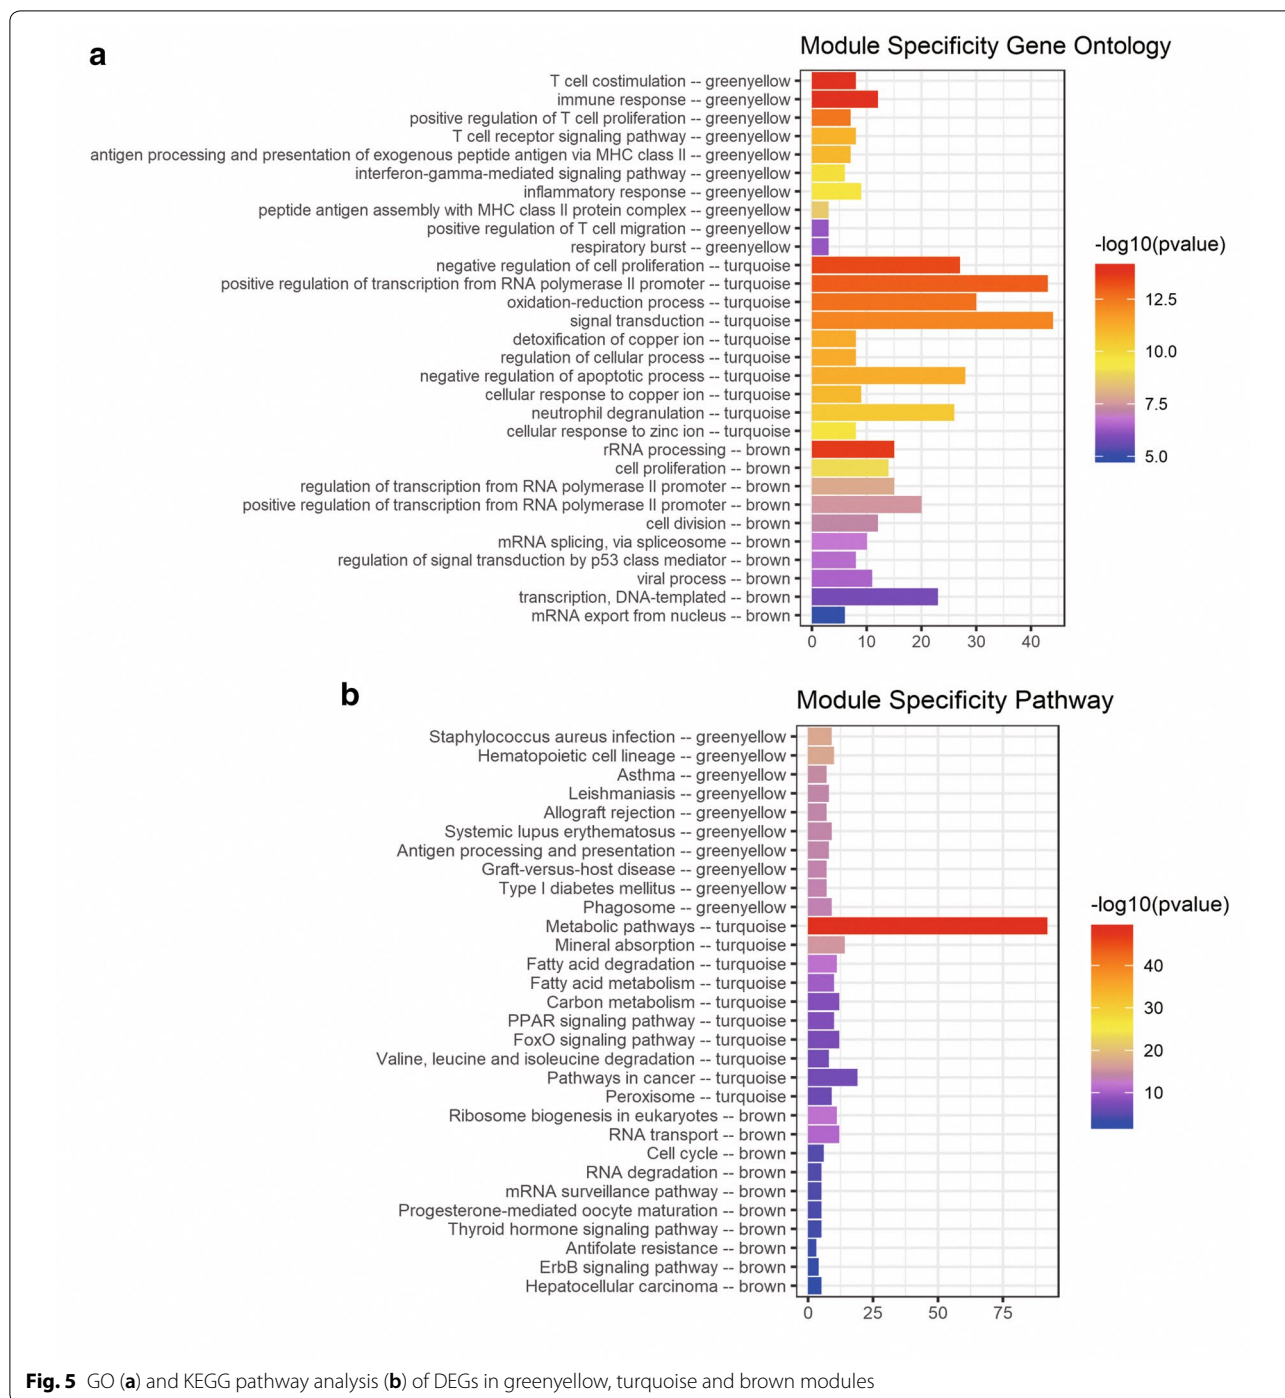 a
Module Specificity Gene Ontology
T cell costimulation -- greenyellow
immune response -- greenyellow
positive regulation of T cell proliferation -- greenyellow
T cell receptor signaling pathway -- greenyellow
antigen processing and presentation of exogenous peptide antigen via MHC class II -- greenyellow
interferon-gamma-mediated signaling pathway -- greenyellow
inflammatory response -- greenyellow
peptide antigen assembly with MHC class II protein complex -- greenyellow
positive regulation of T cell migration -- greenyellow
respiratory burst -- greenyellow
negative regulation of cell proliferation -- turquoise
positive regulation of transcription from RNA polymerase II promoter -- turquoise
oxidation-reduction process -- turquoise
signal transduction -- turquoise
detoxification of copper ion -- turquoise
regulation of cellular process -- turquoise
negative regulation of apoptotic process -- turquoise
cellular response to copper ion -- turquoise
neutrophil degranulation -- turquoise
cellular response to zinc ion -- turquoise
rRNA processing -- brown
cell proliferation -- brown
regulation of transcription from RNA polymerase II promoter -- brown
positive regulation of transcription from RNA polymerase II promoter -- brown
cell division -- brown
mRNA splicing, via spliceosome -- brown
regulation of signal transduction by p53 class mediator -- brown
viral process -- brown
transcription, DNA-templated -- brown
mRNA export from nucleus -- brown
0 10 20 30 40
-log10(pvalue)
12.5
10.0
7.5
5.0
b
Module Specificity Pathway
Staphylococcus aureus infection -- greenyellow
Hematopoietic cell lineage -- greenyellow
Asthma -- greenyellow
Leishmaniasis -- greenyellow
Allograft rejection -- greenyellow
Systemic lupus erythematosus -- greenyellow
Antigen processing and presentation -- greenyellow
Graft-versus-host disease -- greenyellow
Type I diabetes mellitus -- greenyellow
Phagosome -- greenyellow
Metabolic pathways -- turquoise
Mineral absorption -- turquoise
Fatty acid degradation -- turquoise
Fatty acid metabolism -- turquoise
Carbon metabolism -- turquoise
PPAR signaling pathway -- turquoise
FoxO signaling pathway -- turquoise
Valine, leucine and isoleucine degradation -- turquoise
Pathways in cancer -- turquoise
Peroxisome -- turquoise
Ribosome biogenesis in eukaryotes -- brown
RNA transport -- brown
Cell cycle -- brown
RNA degradation -- brown
mRNA surveillance pathway -- brown
Progesterone-mediated oocyte maturation -- brown
Thyroid hormone signaling pathway -- brown
Antifolate resistance -- brown
ErbB signaling pathway -- brown
Hepatocellular carcinoma -- brown
0 25 50 75
-log10(pvalue)
40
30
20
10
Fig. 5 GO (a) and KEGG pathway analysis (b) of DEGs in greenyellow, turquoise and brown modules